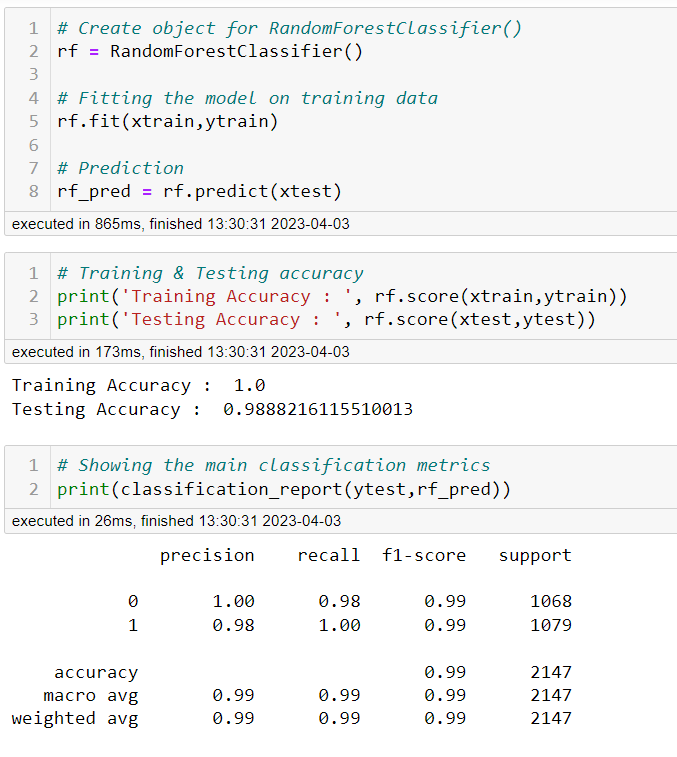 1 # Create object for RandomForestClassifier()
2 rf = RandomForestClassifier()
3
4 # Fitting the model on training data
5 rf.fit(xtrain,ytrain)
6
7 # Prediction
8 rf_pred = rf.predict(xtest)
executed in 865ms, finished 13:30:31 2023-04-03
1 # Training & Testing accuracy
2 print('Training Accuracy : ', rf.score(xtrain,ytrain))
3 print('Testing Accuracy : ', rf.score(xtest,ytest))
executed in 173ms, finished 13:30:31 2023-04-03
Training Accuracy :  1.0
Testing Accuracy :  0.9888216115510013
1 # Showing the main classification metrics
2 print(classification_report(ytest,rf_pred))
executed in 26ms, finished 13:30:31 2023-04-03
precision recall f1-score support
0 1.00 0.98 0.99 1068
1 0.98 1.00 0.99 1079
accuracy 0.99 2147
macro avg 0.99 0.99 0.99 2147
weighted avg 0.99 0.99 0.99 2147